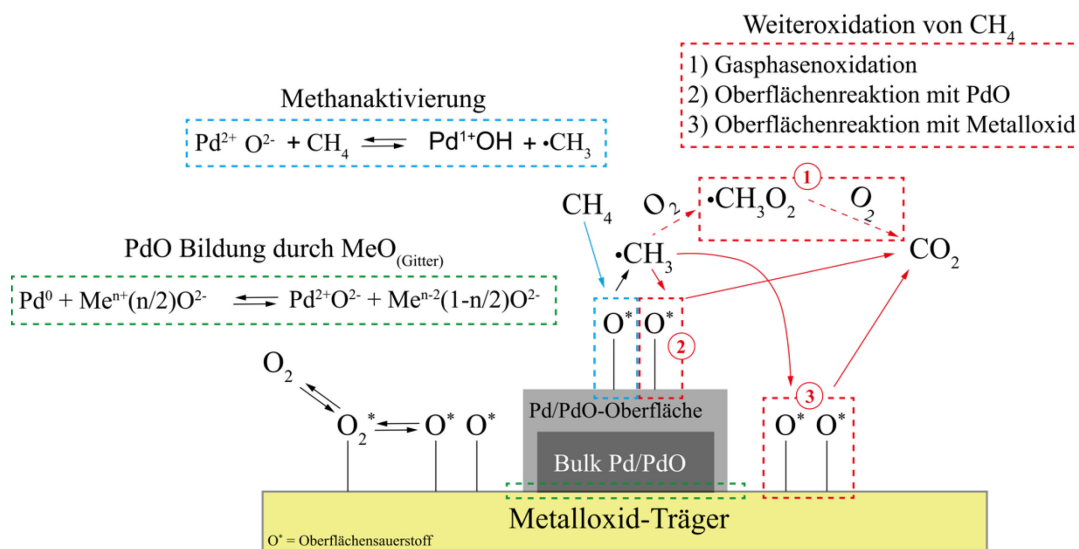 Weiteroxidation von CH₄
1) Gasphasenoxidation
2) Oberflächenreaktion mit PdO
3) Oberflächenreaktion mit Metalloxid
Methanaktivierung
Pd²⁺ O²⁻ + CH₄ ⇌ Pd¹⁺OH + •CH₃
1
CH₄
O₂
•CH₃O₂
O₂
•CH₃
CO₂
PdO Bildung durch MeO(Gitter)
Pd⁰ + Meⁿ⁺(n/2)O²⁻ ⇌ Pd²⁺O²⁻ + Meⁿ⁻²(1-n/2)O²⁻
O* O*
2
O₂
3
Pd/PdO-Oberfläche
O₂* O* O*
O* O*
Bulk Pd/PdO
Metalloxid-Träger
O* = Oberflächensauerstoff